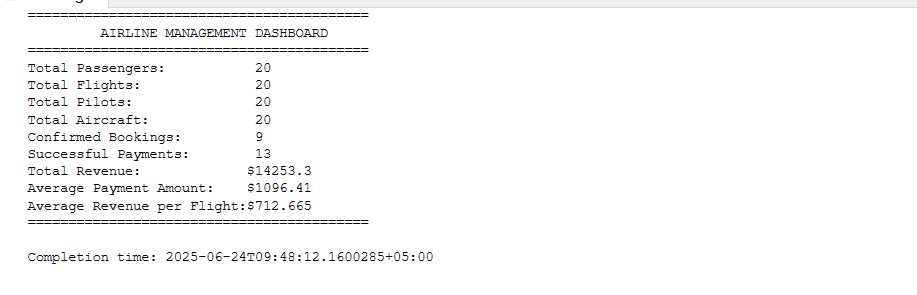 ==========================================
AIRLINE MANAGEMENT DASHBOARD
==========================================
Total Passengers: 20
Total Flights: 20
Total Pilots: 20
Total Aircraft: 20
Confirmed Bookings: 9
Successful Payments: 13
Total Revenue: $14253.3
Average Payment Amount: $1096.41
Average Revenue per Flight:$712.665
==========================================
Completion time: 2025-06-24T09:48:12.1600285+05:00